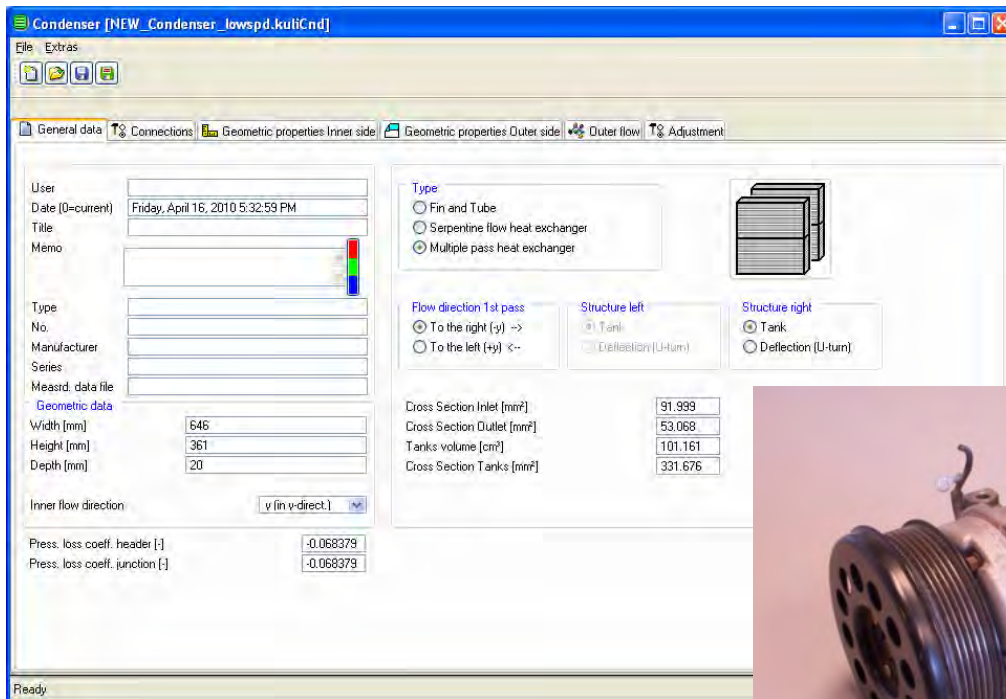 Condenser [NEW_Condenser_lowspd.kuliCnd]
File Extras
General data Connections Geometric properties Inner side Geometric properties Outer side Outer flow Adjustment
User
Date (0=current) Friday, April 16, 2010 5:32:59 PM
Title
Memo
Type
No.
Manufacturer
Series
Measrd. data file
Geometric data
Width [mm] 646
Height [mm] 361
Depth [mm] 20
Inner flow direction y (in y-direct.)
Press. loss coeff. header [-] -0.068379
Press. loss coeff. junction [-] -0.068379
Type
Fin and Tube
Serpentine flow heat exchanger
Multiple pass heat exchanger
Flow direction 1st pass
To the right (-y) -->
To the left (+y) <--
Structure left
Tank
Deflection (U-turn)
Structure right
Tank
Deflection (U-turn)
Cross Section Inlet [mm²] 91.999
Cross Section Outlet [mm²] 53.068
Tanks volume [cm³] 101.161
Cross Section Tanks [mm²] 331.676
Ready